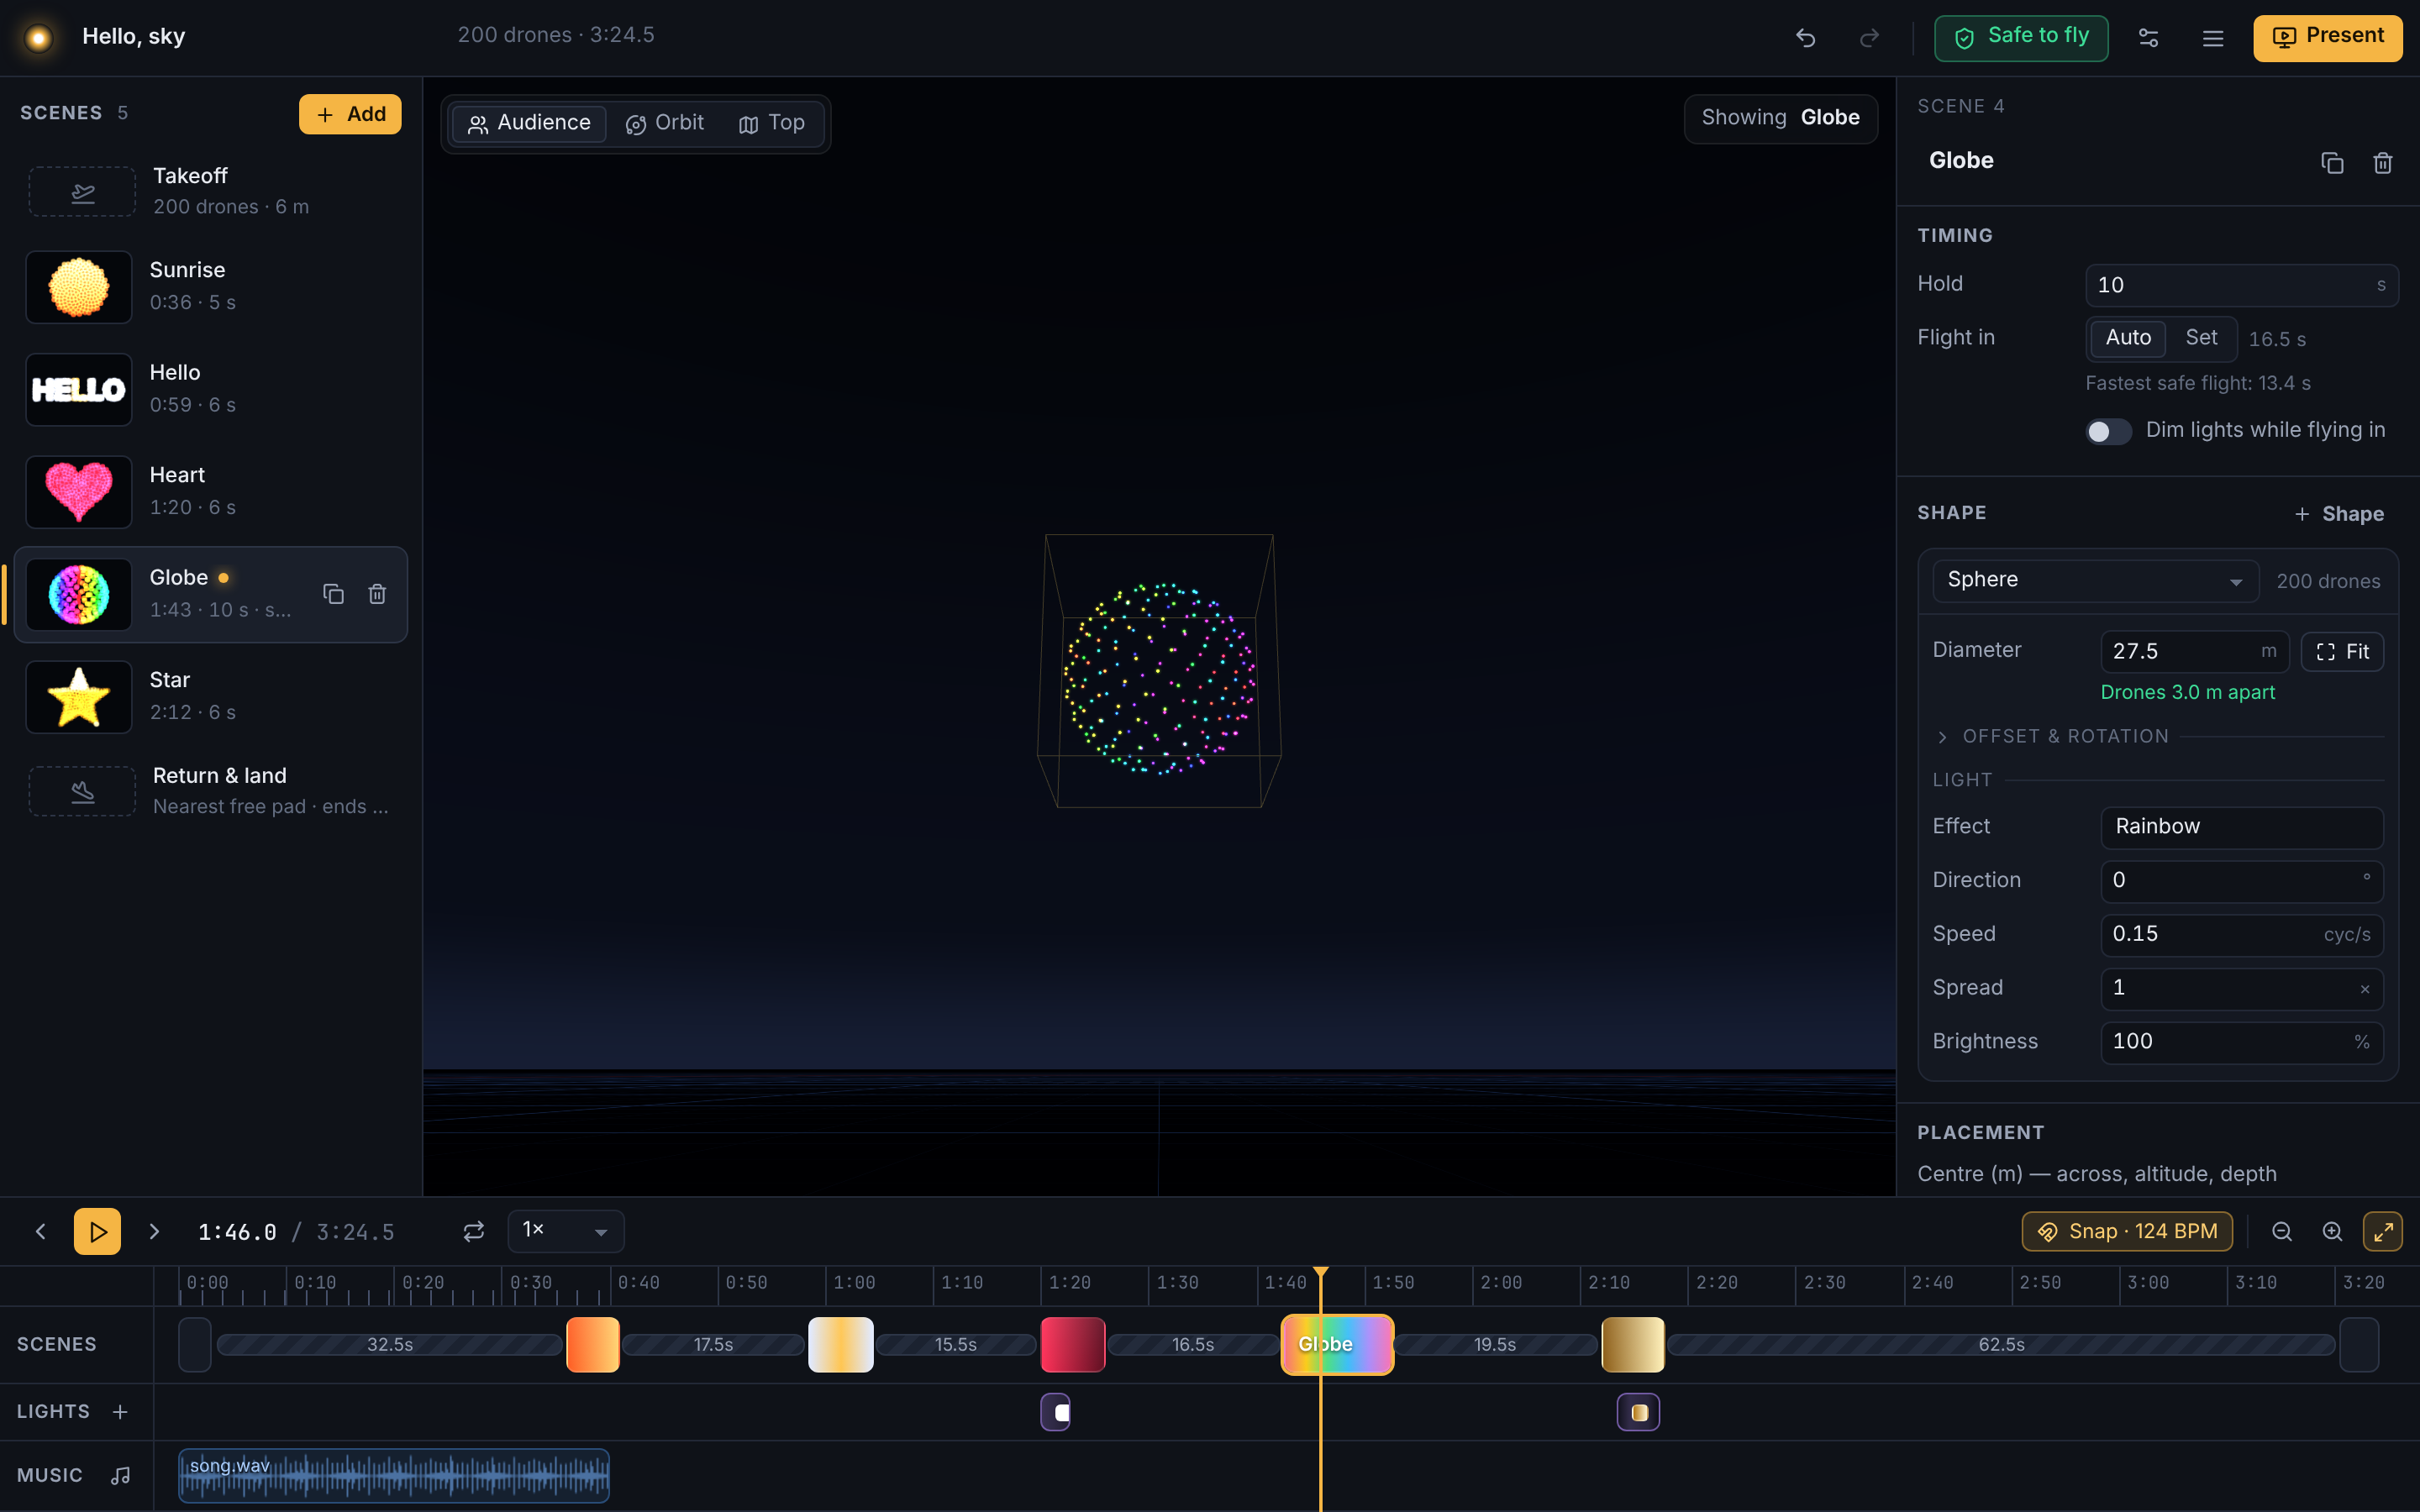 Hello, sky
200 drones · 3:24.5
Safe to fly
Present
SCENES 5
Add
Takeoff
200 drones · 6 m
Sunrise
0:36 · 5 s
HELLO
Hello
0:59 · 6 s
Heart
1:20 · 6 s
Globe
1:43 · 10 s · s...
Star
2:12 · 6 s
Return & land
Nearest free pad · ends ...
Audience
Orbit
Top
Showing Globe
SCENE 4
Globe
TIMING
Hold 10 s
Flight in Auto Set 16.5 s
Fastest safe flight: 13.4 s
Dim lights while flying in
SHAPE
+ Shape
Sphere 200 drones
Diameter 27.5 m Fit
Drones 3.0 m apart
OFFSET & ROTATION
LIGHT
Effect Rainbow
Direction 0 °
Speed 0.15 cyc/s
Spread 1 ×
Brightness 100 %
PLACEMENT
Centre (m) — across, altitude, depth
1:46.0 / 3:24.5
1×
Snap · 124 BPM
0:00 0:10 0:20 0:30 0:40 0:50 1:00 1:10 1:20 1:30 1:40 1:50 2:00 2:10 2:20 2:30 2:40 2:50 3:00 3:10 3:20
SCENES 32.5s 17.5s 15.5s 16.5s Globe 19.5s 62.5s
LIGHTS +
MUSIC song.wav